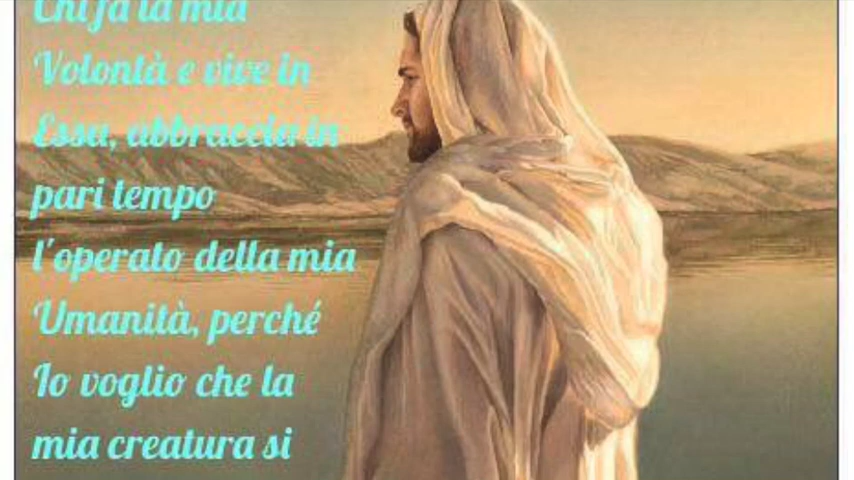 Chi fa la mia
Volontà e vive in
Essa, abbraccia in
pari tempo
l'operato della mia
Umanità, perché
Io voglio che la
mia creatura si